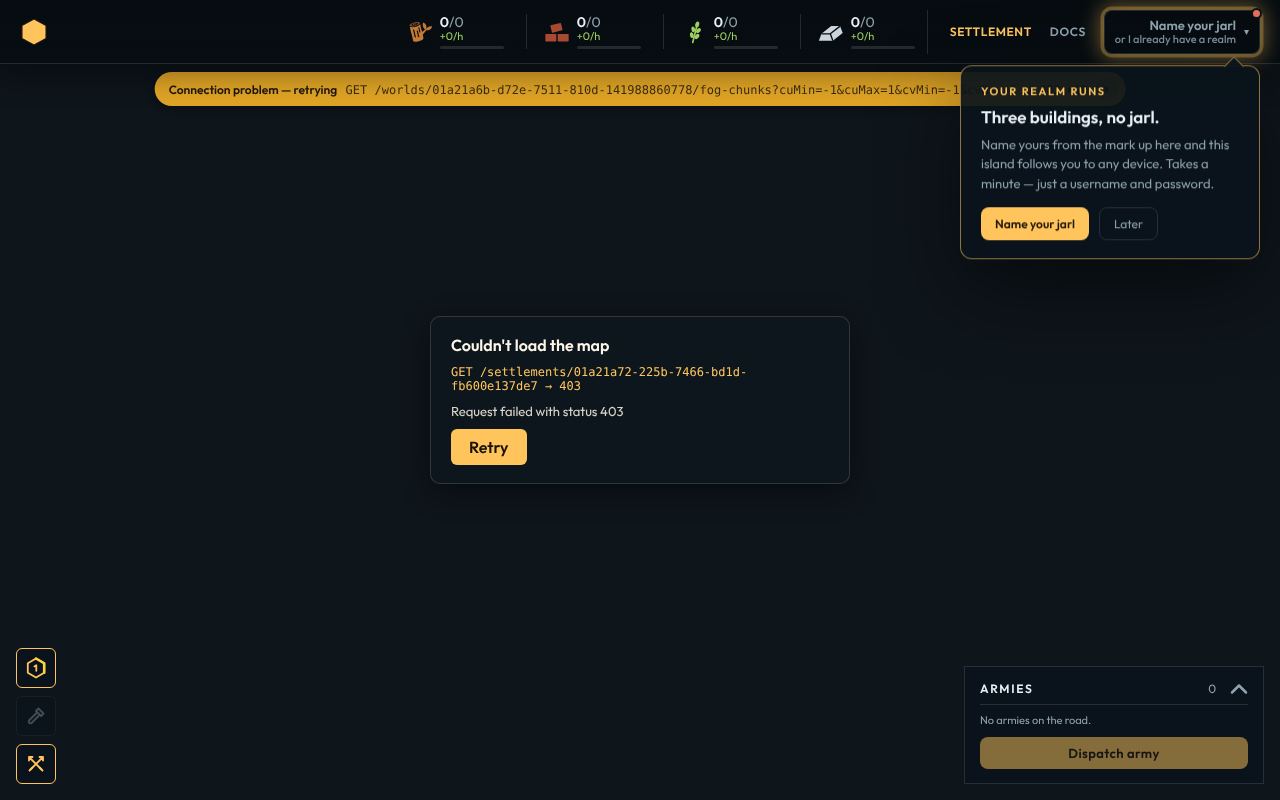 0/0
+0/h
0/0
+0/h
0/0
+0/h
0/0
+0/h
SETTLEMENT
DOCS
Name your jarl
or I already have a realm
Connection problem — retrying GET /worlds/01a21a6b-d72e-7511-810d-141988860778/fog-chunks?cuMin=-1&cuMax=1&cvMin=-1
YOUR REALM RUNS
Three buildings, no jarl.
Name yours from the mark up here and this
island follows you to any device. Takes a
minute — just a username and password.
Name your jarl
Later
Couldn't load the map
GET /settlements/01a21a72-225b-7466-bd1d-
fb600e137de7 → 403
Request failed with status 403
Retry
1
ARMIES
0
No armies on the road.
Dispatch army